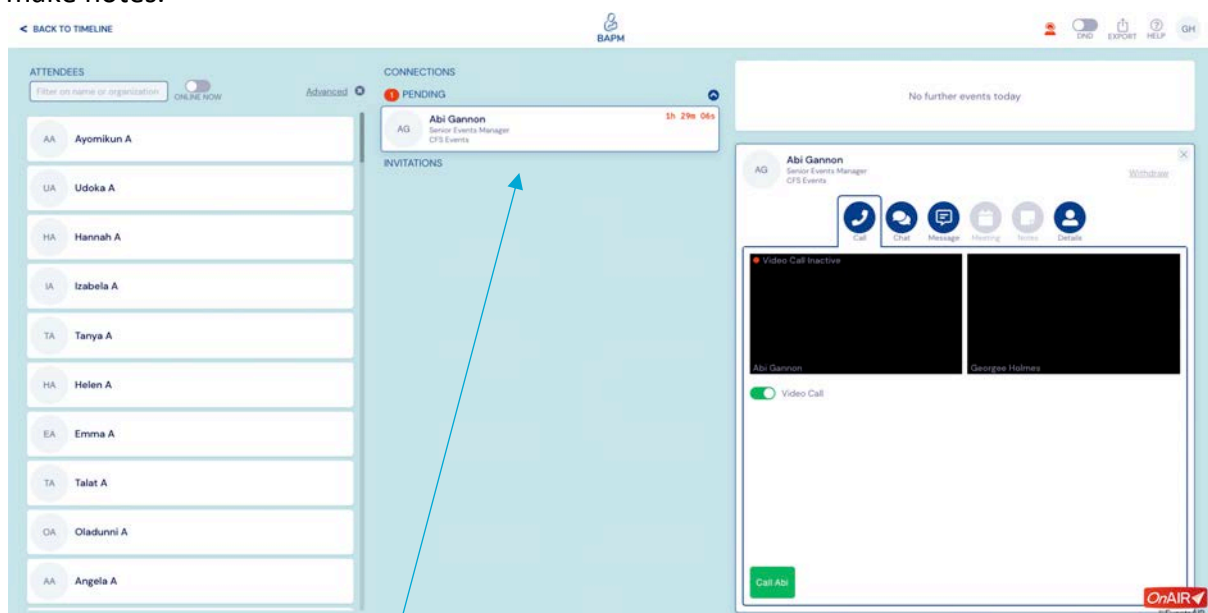 make notes.
< BACK TO TIMELINE
BAPM
DND
EXPORT
HELP
GH
ATTENDEES
Filter on name or organization
ONLINE NOW
Advanced
AA Ayomikun A
UA Udoka A
HA Hannah A
IA Izabela A
TA Tanya A
HA Helen A
EA Emma A
TA Talat A
OA Oladunni A
AA Angela A
CONNECTIONS
1 PENDING
AG
Abi Gannon
Senior Events Manager
CFS Events
1h 29m 06s
INVITATIONS
No further events today
AG
Abi Gannon
Senior Events Manager
CFS Events
Withdraw
Call
Chat
Message
Meeting
Notes
Details
Video Call Inactive
Abi Gannon
Georgee Holmes
Video Call
Call Abi
OnAIR